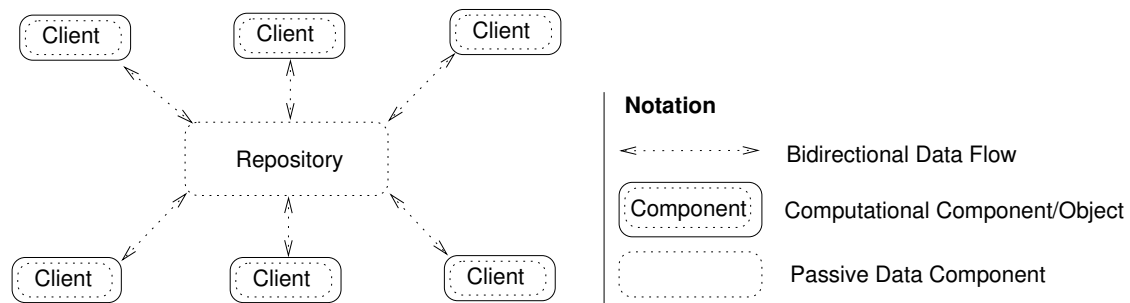 Client
Client
Client
Repository
Client
Client
Client
Notation
Bidirectional Data Flow
Component
Computational Component/Object
Passive Data Component